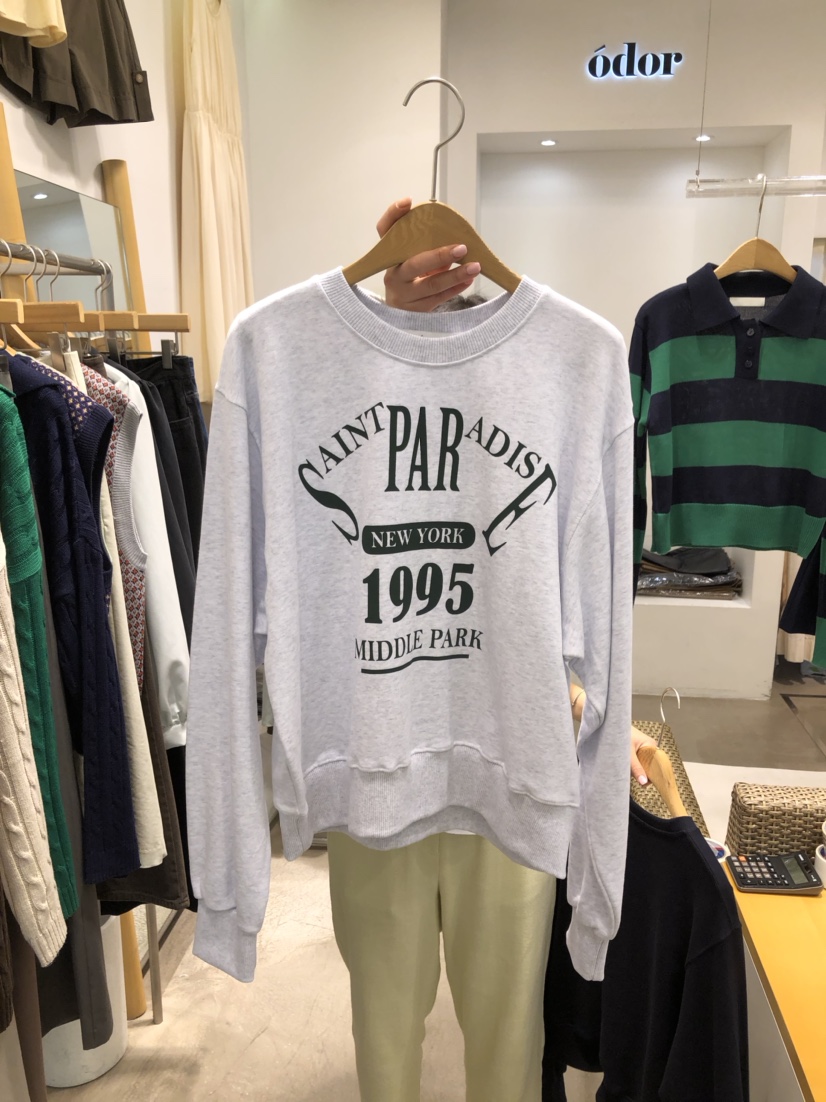 ódor
SAINT PARADISE
NEW YORK
1995
MIDDLE PARK